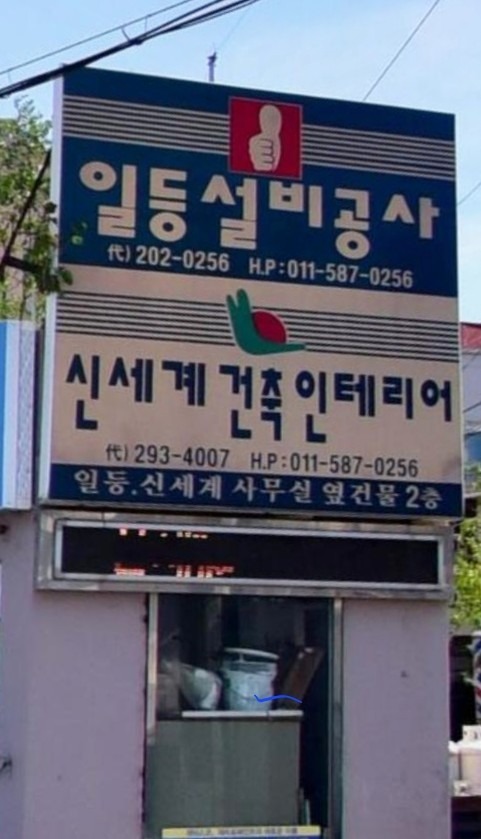 일등설비공사
代) 202-0256 H.P:011-587-0256
신세계건축인테리어
代) 293-4007 H.P:011-587-0256
일등.신세계 사무실 옆건물 2층